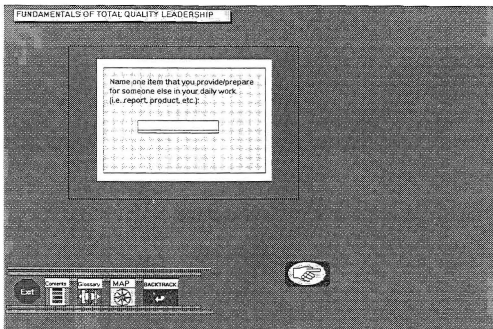 FUNDAMENTALS OF TOTAL QUALITY LEADERSHIP
Name one item that you provide/prepare
for someone else in your daily work
(i.e..report, product, etc.):
Exit
Contents
Glossary
MAP
BACKTRACK